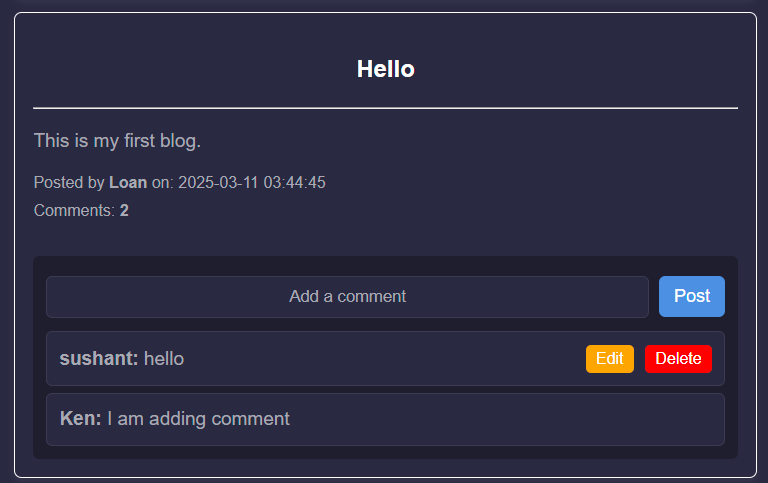 Hello
This is my first blog.
Posted by Loan on: 2025-03-11 03:44:45
Comments: 2
Add a comment Post
sushant: hello Edit Delete
Ken: I am adding comment